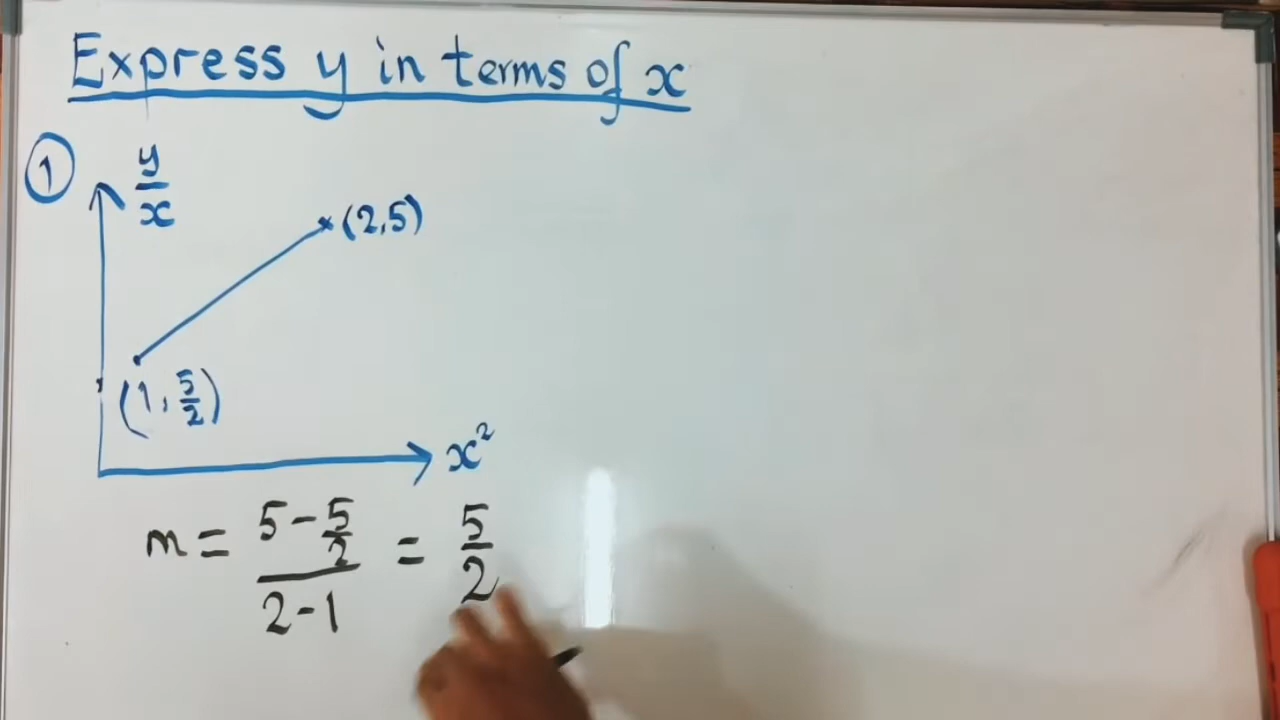 Express y in terms of x
①
y/x
(2,5)
(1, 5/2)
x²
m = (5 - 5/2)/(2 - 1) = 5/2